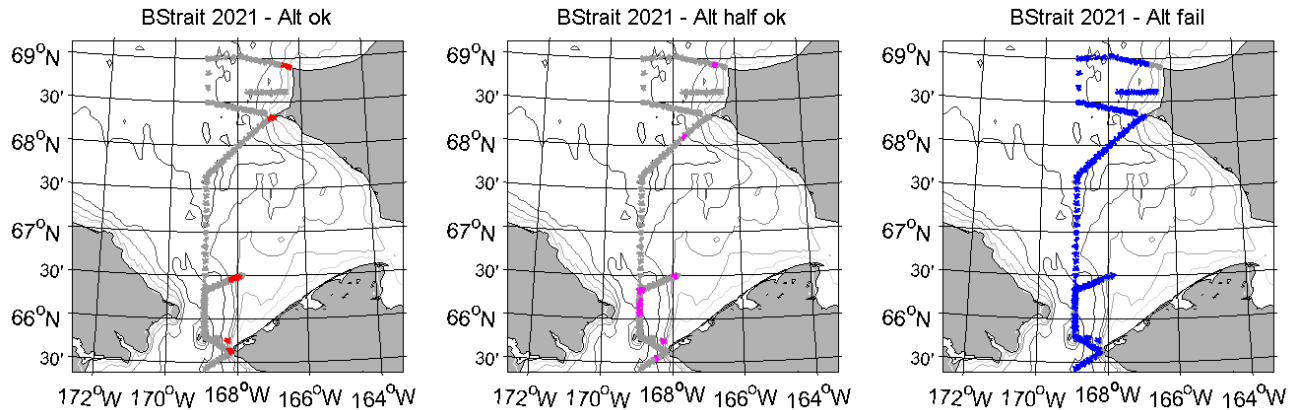 BStrait 2021 - Alt ok
69°N
30'
68°N
30'
67°N
30'
66°N
30'
172°W 170°W 168°W 166°W 164°W
BStrait 2021 - Alt half ok
69°N
30'
68°N
30'
67°N
30'
66°N
30'
172°W 170°W 168°W 166°W 164°W
BStrait 2021 - Alt fail
69°N
30'
68°N
30'
67°N
30'
66°N
30'
172°W 170°W 168°W 166°W 164°W